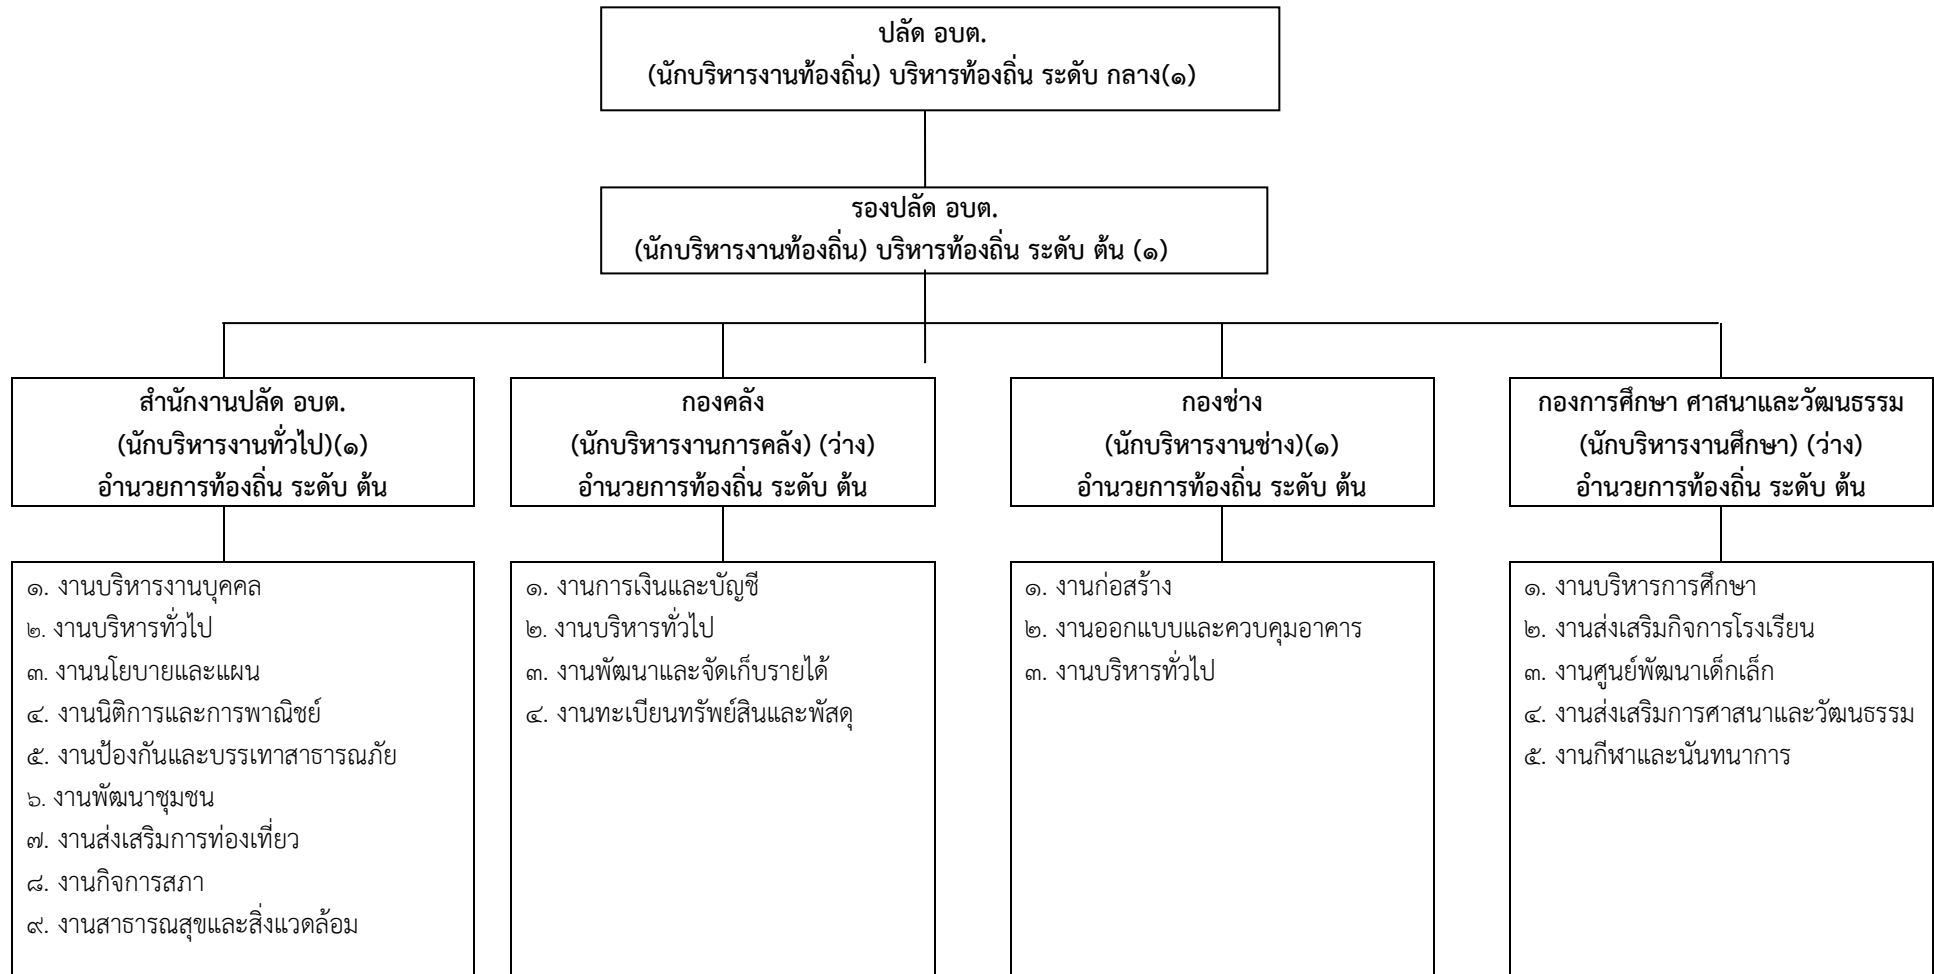 ปลัด อบต.
(นักบริหารงานท้องถิ่น) บริหารท้องถิ่น ระดับ กลาง(๑)
รองปลัด อบต.
(นักบริหารงานท้องถิ่น) บริหารท้องถิ่น ระดับ ต้น (๑)
สำนักงานปลัด อบต.
(นักบริหารงานทั่วไป)(๑)
อำนวยการท้องถิ่น ระดับ ต้น
๑. งานบริหารงานบุคคล
๒. งานบริหารทั่วไป
๓. งานนโยบายและแผน
๔. งานนิติการและการพาณิชย์
๕. งานป้องกันและบรรเทาสาธารณภัย
๖. งานพัฒนาชุมชน
๗. งานส่งเสริมการท่องเที่ยว
๘. งานกิจการสภา
๙. งานสาธารณสุขและสิ่งแวดล้อม
กองคลัง
(นักบริหารงานการคลัง) (ว่าง)
อำนวยการท้องถิ่น ระดับ ต้น
๑. งานการเงินและบัญชี
๒. งานบริหารทั่วไป
๓. งานพัฒนาและจัดเก็บรายได้
๔. งานทะเบียนทรัพย์สินและพัสดุ
กองช่าง
(นักบริหารงานช่าง)(๑)
อำนวยการท้องถิ่น ระดับ ต้น
๑. งานก่อสร้าง
๒. งานออกแบบและควบคุมอาคาร
๓. งานบริหารทั่วไป
กองการศึกษา ศาสนาและวัฒนธรรม
(นักบริหารงานศึกษา) (ว่าง)
อำนวยการท้องถิ่น ระดับ ต้น
๑. งานบริหารการศึกษา
๒. งานส่งเสริมกิจการโรงเรียน
๓. งานศูนย์พัฒนาเด็กเล็ก
๔. งานส่งเสริมการศาสนาและวัฒนธรรม
๕. งานกีฬาและนันทนาการ